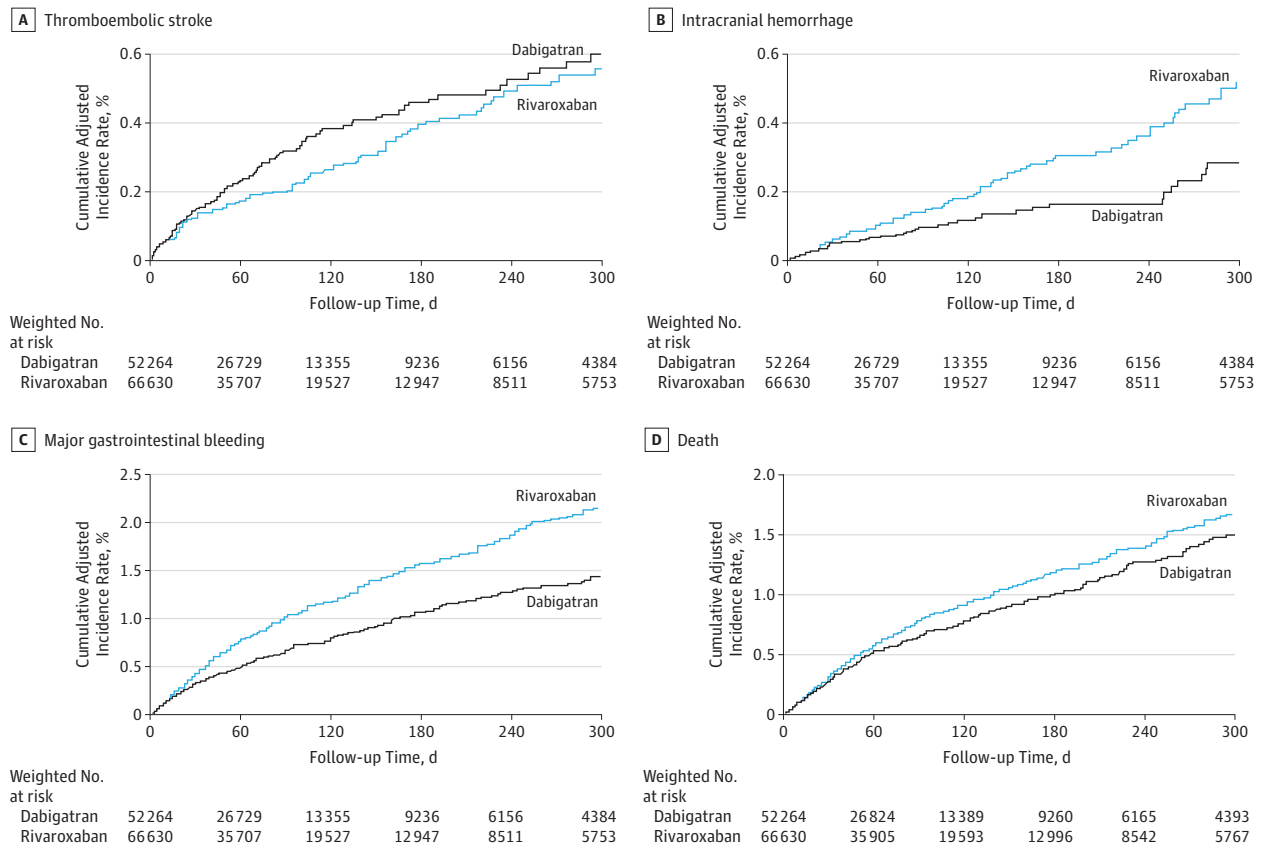 A Thromboembolic stroke
Cumulative Adjusted
Incidence Rate, %
0.6
0.4
0.2
0
Dabigatran
Rivaroxaban
0 60 120 180 240 300
Follow-up Time, d
Weighted No.
at risk
Dabigatran 52264 26729 13355 9236 6156 4384
Rivaroxaban 66630 35707 19527 12947 8511 5753
B Intracranial hemorrhage
Cumulative Adjusted
Incidence Rate, %
0.6
0.4
0.2
0
Rivaroxaban
Dabigatran
0 60 120 180 240 300
Follow-up Time, d
Weighted No.
at risk
Dabigatran 52264 26729 13355 9236 6156 4384
Rivaroxaban 66630 35707 19527 12947 8511 5753
C Major gastrointestinal bleeding
Cumulative Adjusted
Incidence Rate, %
2.5
2.0
1.5
1.0
0.5
0
Rivaroxaban
Dabigatran
0 60 120 180 240 300
Follow-up Time, d
Weighted No.
at risk
Dabigatran 52264 26729 13355 9236 6156 4384
Rivaroxaban 66630 35707 19527 12947 8511 5753
D Death
Cumulative Adjusted
Incidence Rate, %
2.0
1.5
1.0
0.5
0
Rivaroxaban
Dabigatran
0 60 120 180 240 300
Follow-up Time, d
Weighted No.
at risk
Dabigatran 52264 26824 13389 9260 6165 4393
Rivaroxaban 66630 35905 19593 12996 8542 5767